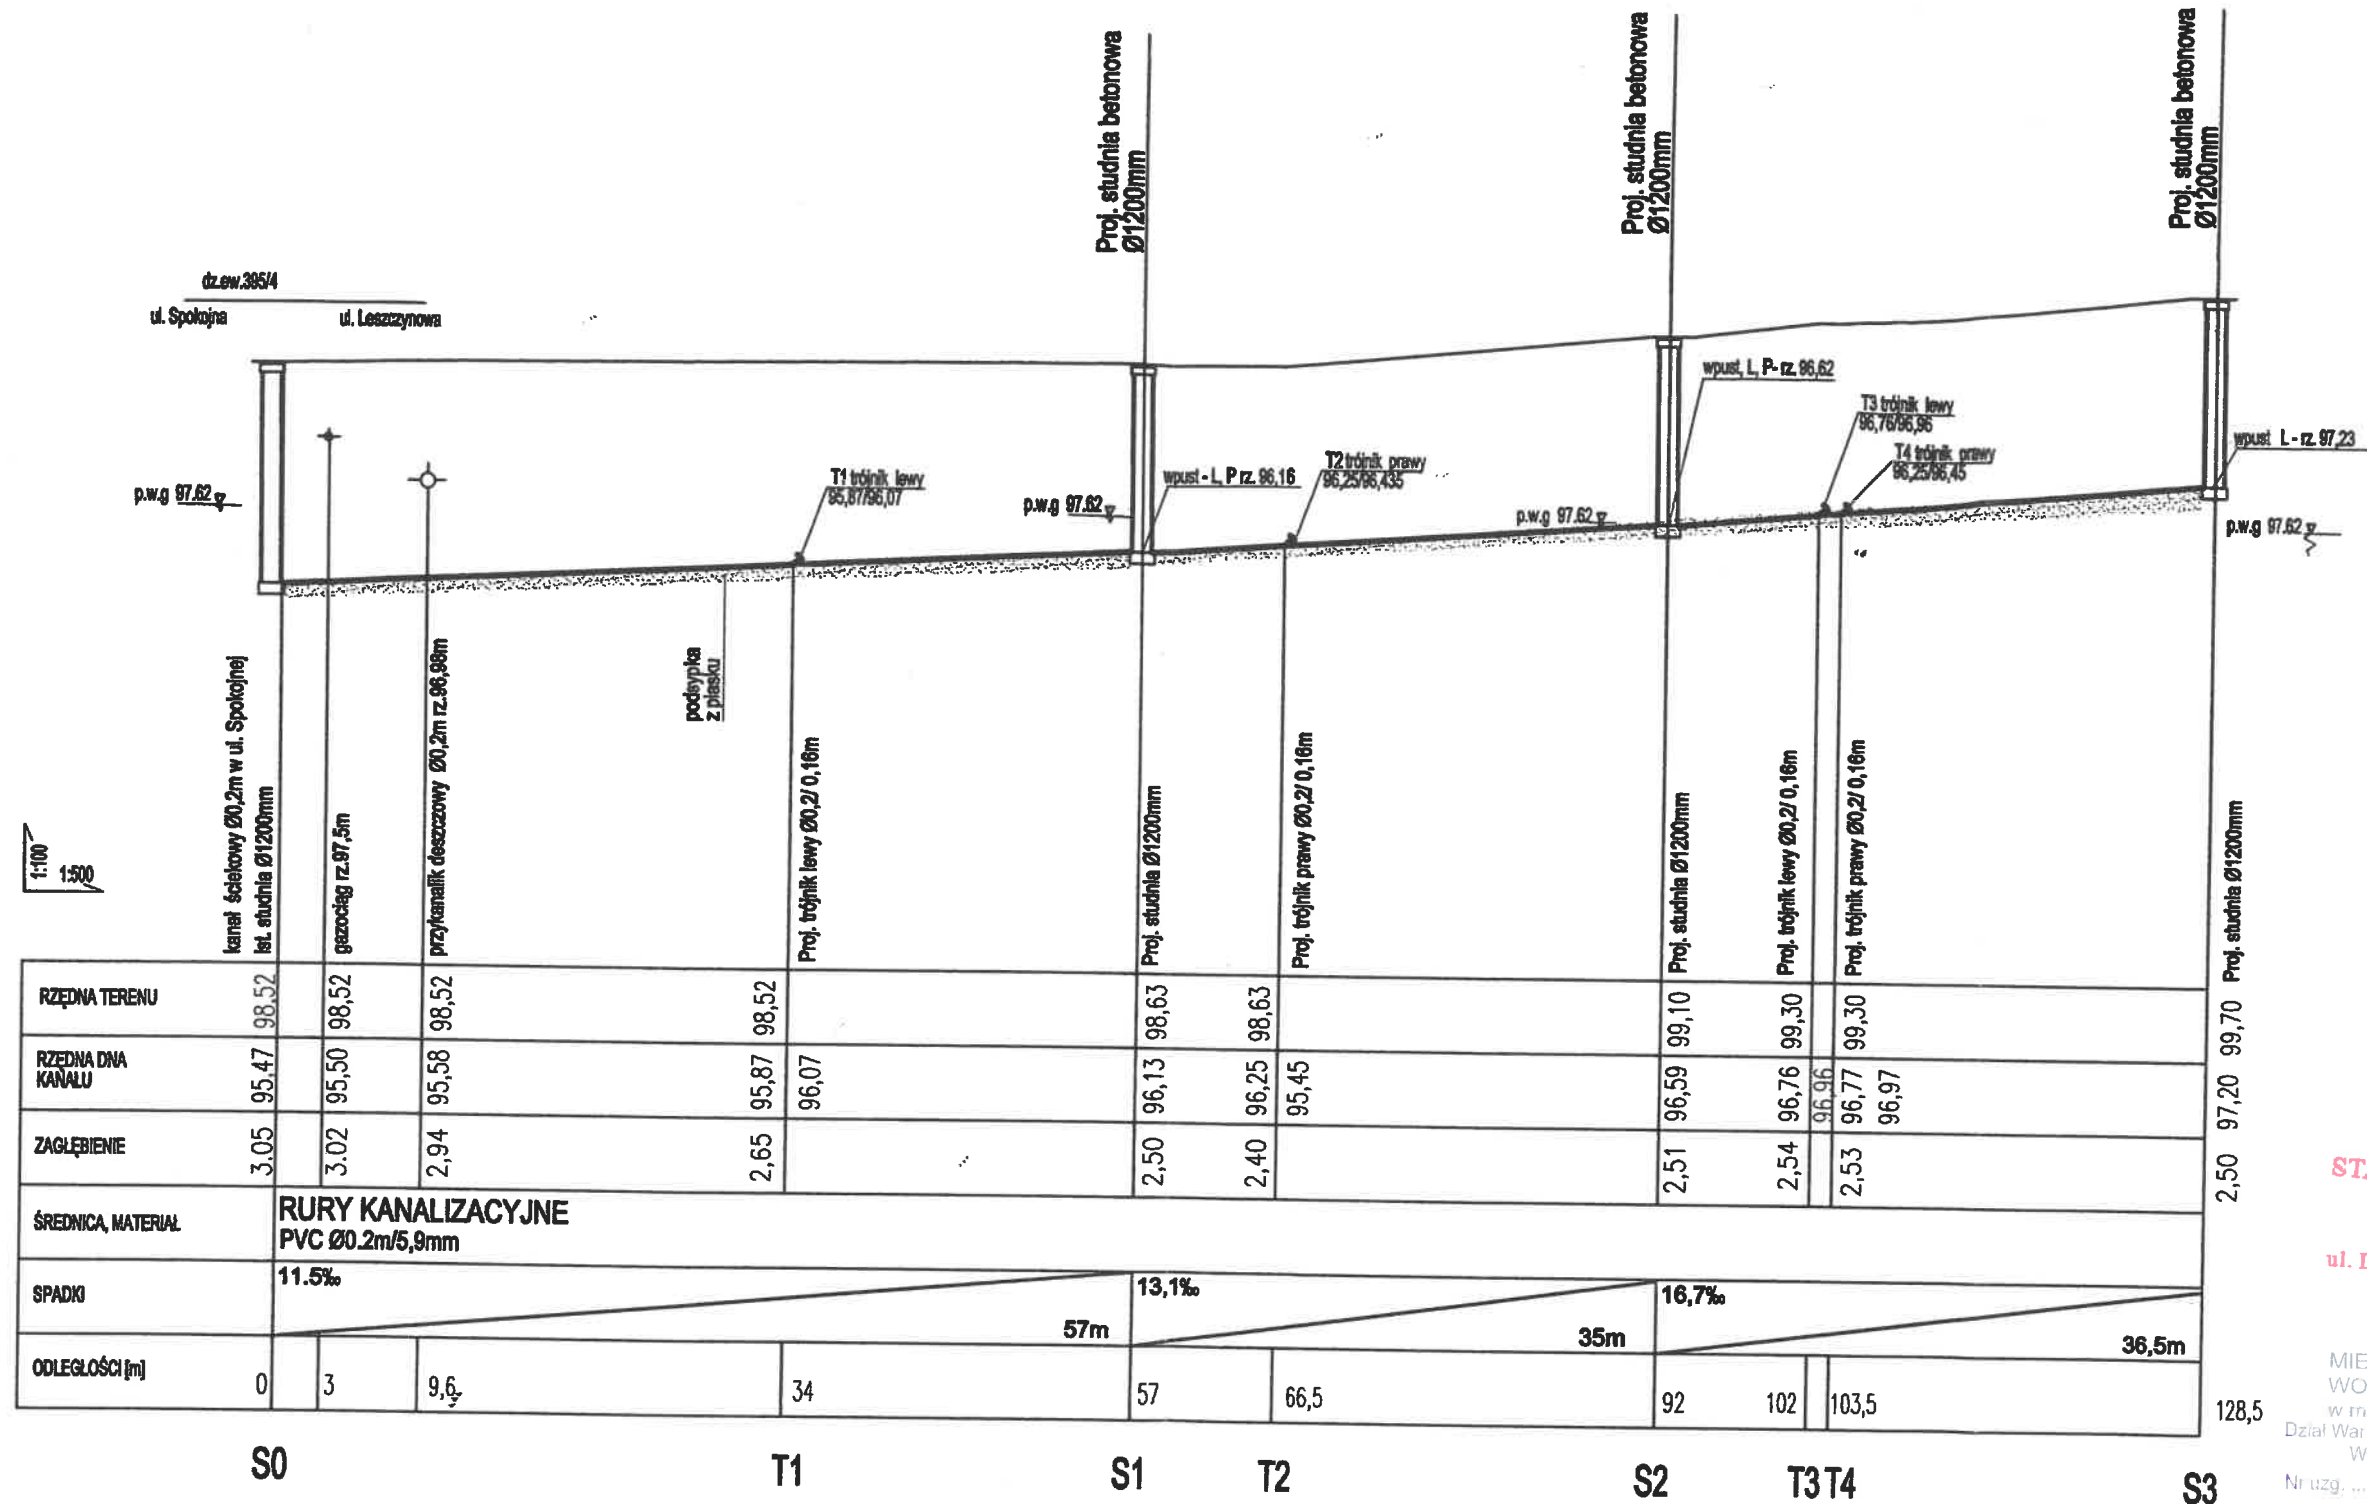 Proj. studnia betonowa
Ø1200mm
Proj. studnia betonowa
Ø1200mm
Proj. studnia betonowa
Ø1200mm
dz.ew.395/4
ul. Spokojna
ul. Leszczynowa
p.w.g 97.62
T1 trójnik lewy
95,87/96,07
p.w.g 97.62
wpust - L, P rz. 96,16
T2 trójnik prawy
96,25/96,435
p.w.g 97.62
wpust, L, P- rz. 96,62
T3 trójnik lewy
96,76/96,96
T4 trójnik prawy
96,25/96,45
wpust L - rz. 97,23
p.w.g 97.62
1:100
1:500
kanał ściekowy Ø0,2m w ul. Spokojnej
ist. studnia Ø1200mm
gazociąg rz.97,5m
przykanalik deszczowy Ø0,2m rz.96,98m
podsypka
z piasku
Proj. trójnik lewy Ø0,2/ 0,16m
Proj. studnia Ø1200mm
Proj. trójnik prawy Ø0,2/ 0,16m
Proj. studnia Ø1200mm
Proj. trójnik lewy Ø0,2/ 0,16m
Proj. trójnik prawy Ø0,2/ 0,16m
Proj. studnia Ø1200mm
RZĘDNA TERENU
98,52
98,52
98,52
98,52
98,63
98,63
99,10
99,30
99,30
99,70
RZĘDNA DNA
KANAŁU
95,47
95,50
95,58
95,87
96,07
96,13
96,25
95,45
96,59
96,76
96,96
96,77
96,97
97,20
ZAGŁĘBIENIE
3.05
3.02
2,94
2,65
2,50
2,40
2,51
2,54
2,53
2,50
ŚREDNICA, MATERIAŁ
RURY KANALIZACYJNE
PVC Ø0.2m/5,9mm
SPADKI
11.5‰
57m
13,1‰
35m
16,7‰
36,5m
ODLEGŁOŚCI [m]
0
3
9,6
34
57
66,5
92
102
103,5
128,5
S0
T1
S1
T2
S2
T3 T4
S3
ul.
w m
Dział
Nr uzg. ...